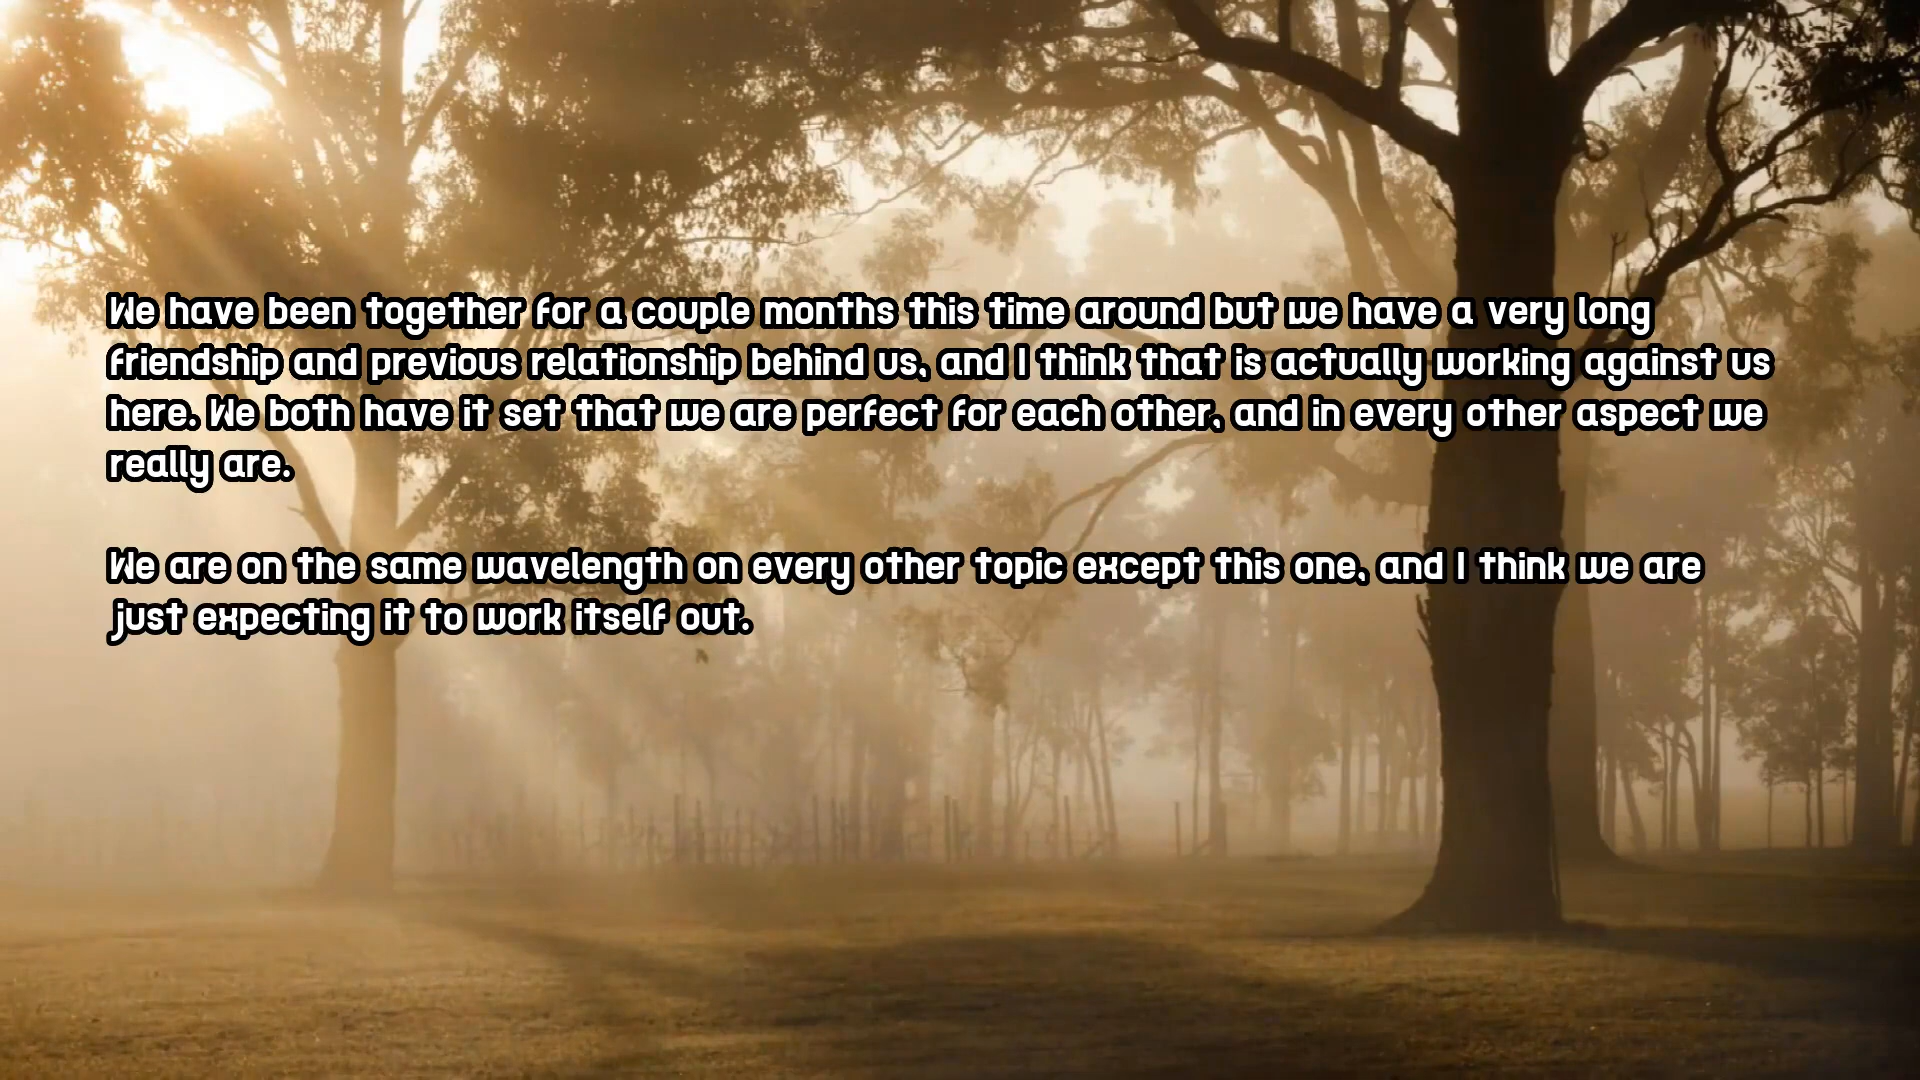 We have been together for a couple months this time around but we have a very long
friendship and previous relationship behind us, and I think that is actually working against us
here. We both have it set that we are perfect for each other, and in every other aspect we
really are.
We are on the same wavelength on every other topic except this one, and I think we are
just expecting it to work itself out.